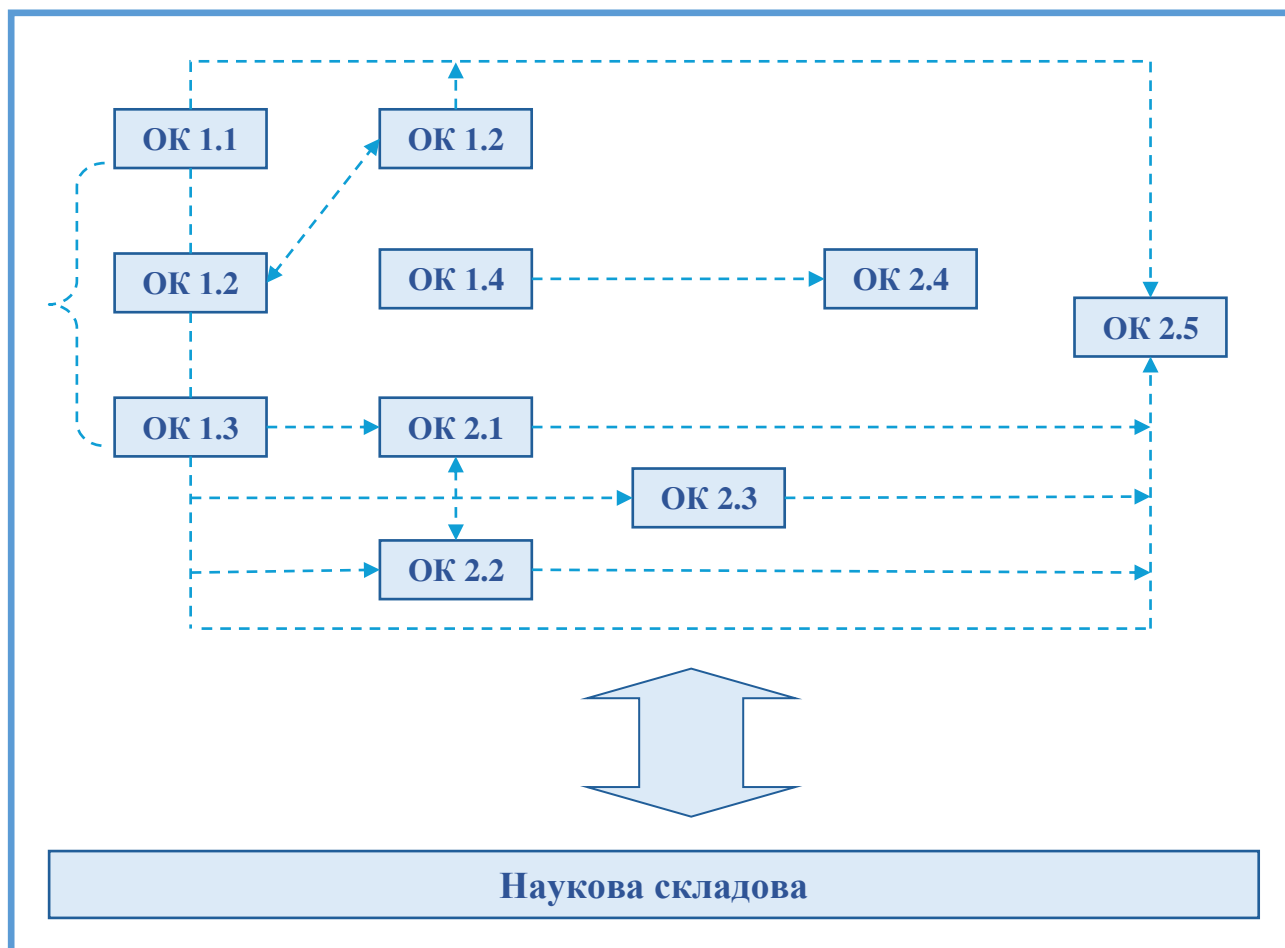 ОК 1.1
ОК 1.2
ОК 1.2
ОК 1.4
ОК 2.4
ОК 2.5
ОК 1.3
ОК 2.1
ОК 2.3
ОК 2.2
Наукова складова